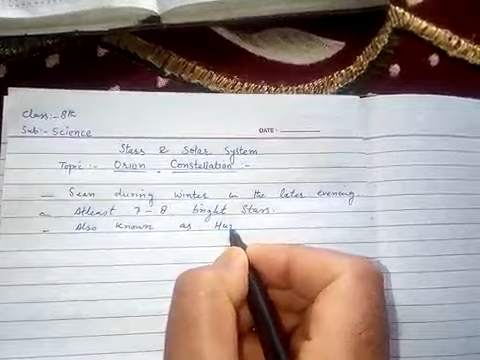 Class:- 8th
Sub:- Science
DATE :
Stars & Solar System
Topic :- Orion Constellation :-
— Seen during winter in the later evening
- Atleast 7-8 bright Stars.
- Also known as Hu